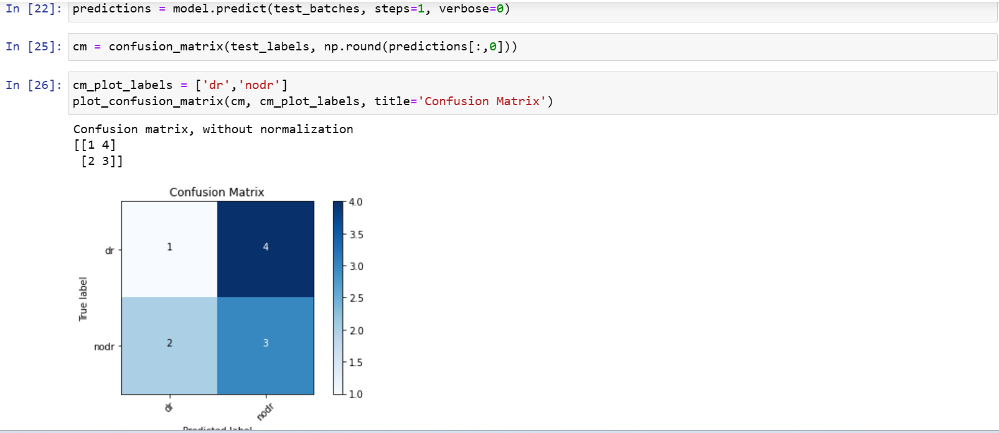 In [22]: predictions = model.predict(test_batches, steps=1, verbose=0)
In [25]: cm = confusion_matrix(test_labels, np.round(predictions[:,0]))
In [26]: cm_plot_labels = ['dr','nodr']
plot_confusion_matrix(cm, cm_plot_labels, title='Confusion Matrix')
Confusion matrix, without normalization
[[1 4]
[2 3]]
Confusion Matrix
4.0
3.5
3.0
2.5
2.0
1.5
1.0
True label
dr
1 4
nodr
2 3
dr nodr
Predicted label